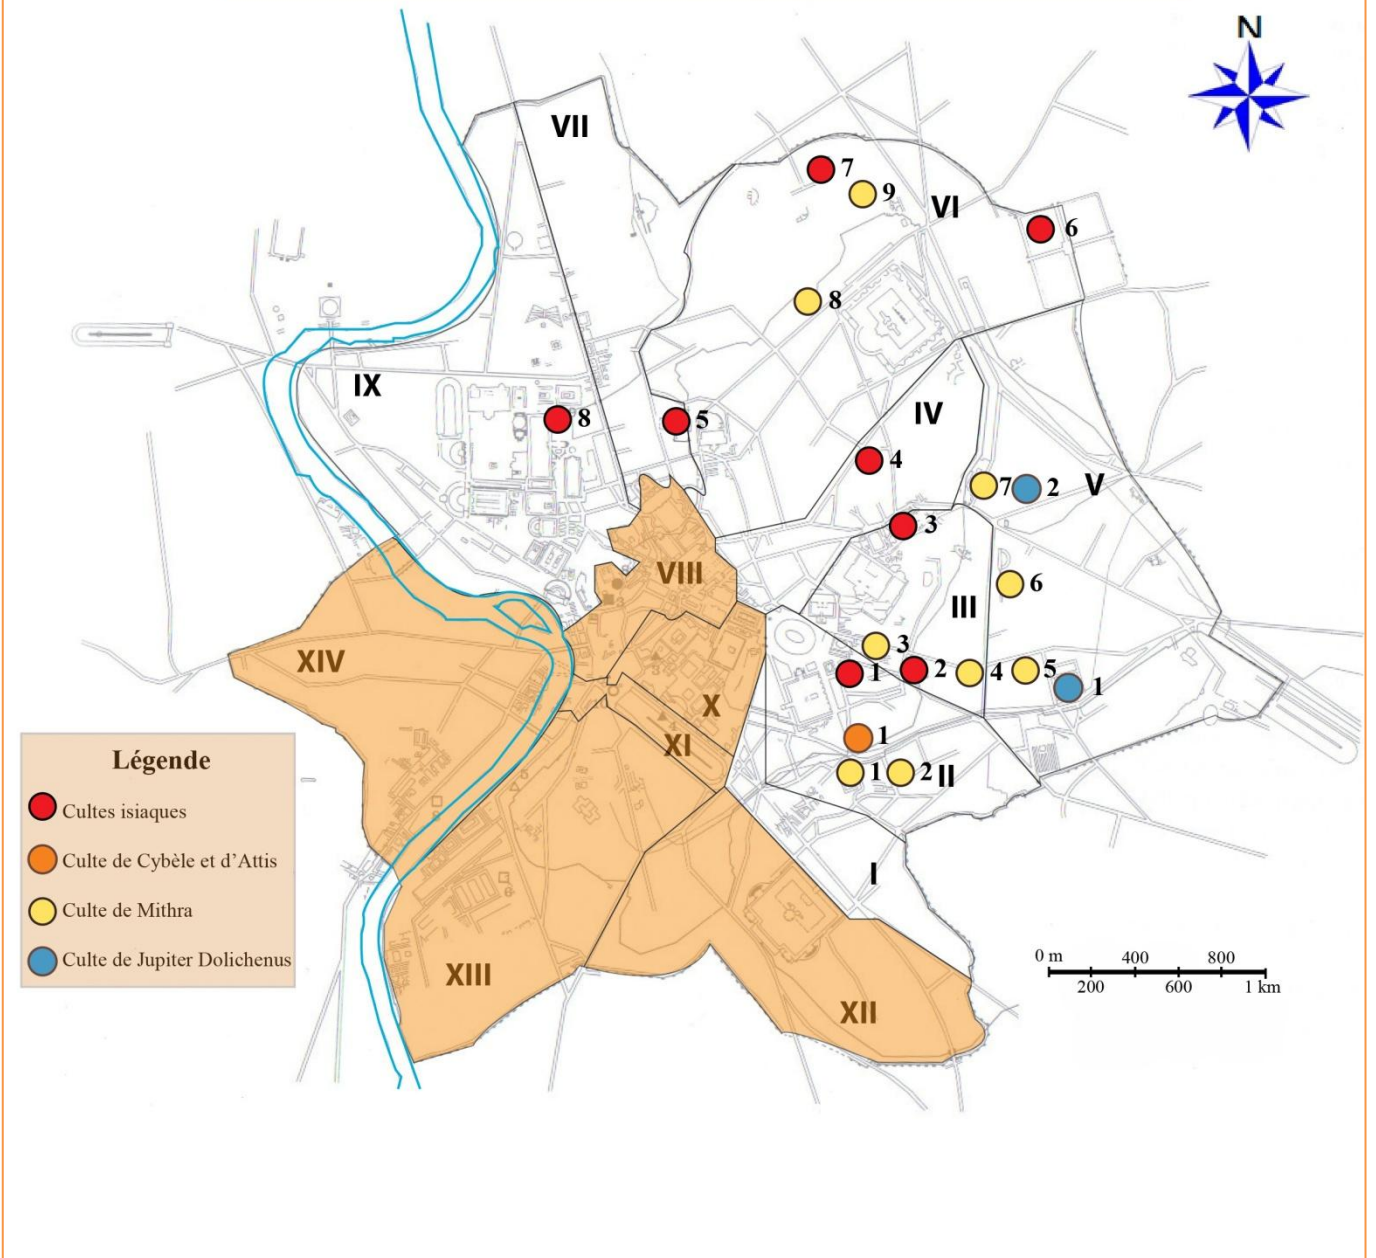 N
VII
7
9
VI
6
8
IX
IV
8
5
4
7
2
V
3
VIII
6
III
XIV
3
1
2
4
5
1
X
XI
1
1
2
II
Légende
Cultes isiaques
Culte de Cybèle et d’Attis
Culte de Mithra
Culte de Jupiter Dolichenus
I
XIII
XII
0 m 400 800
200 600 1 km